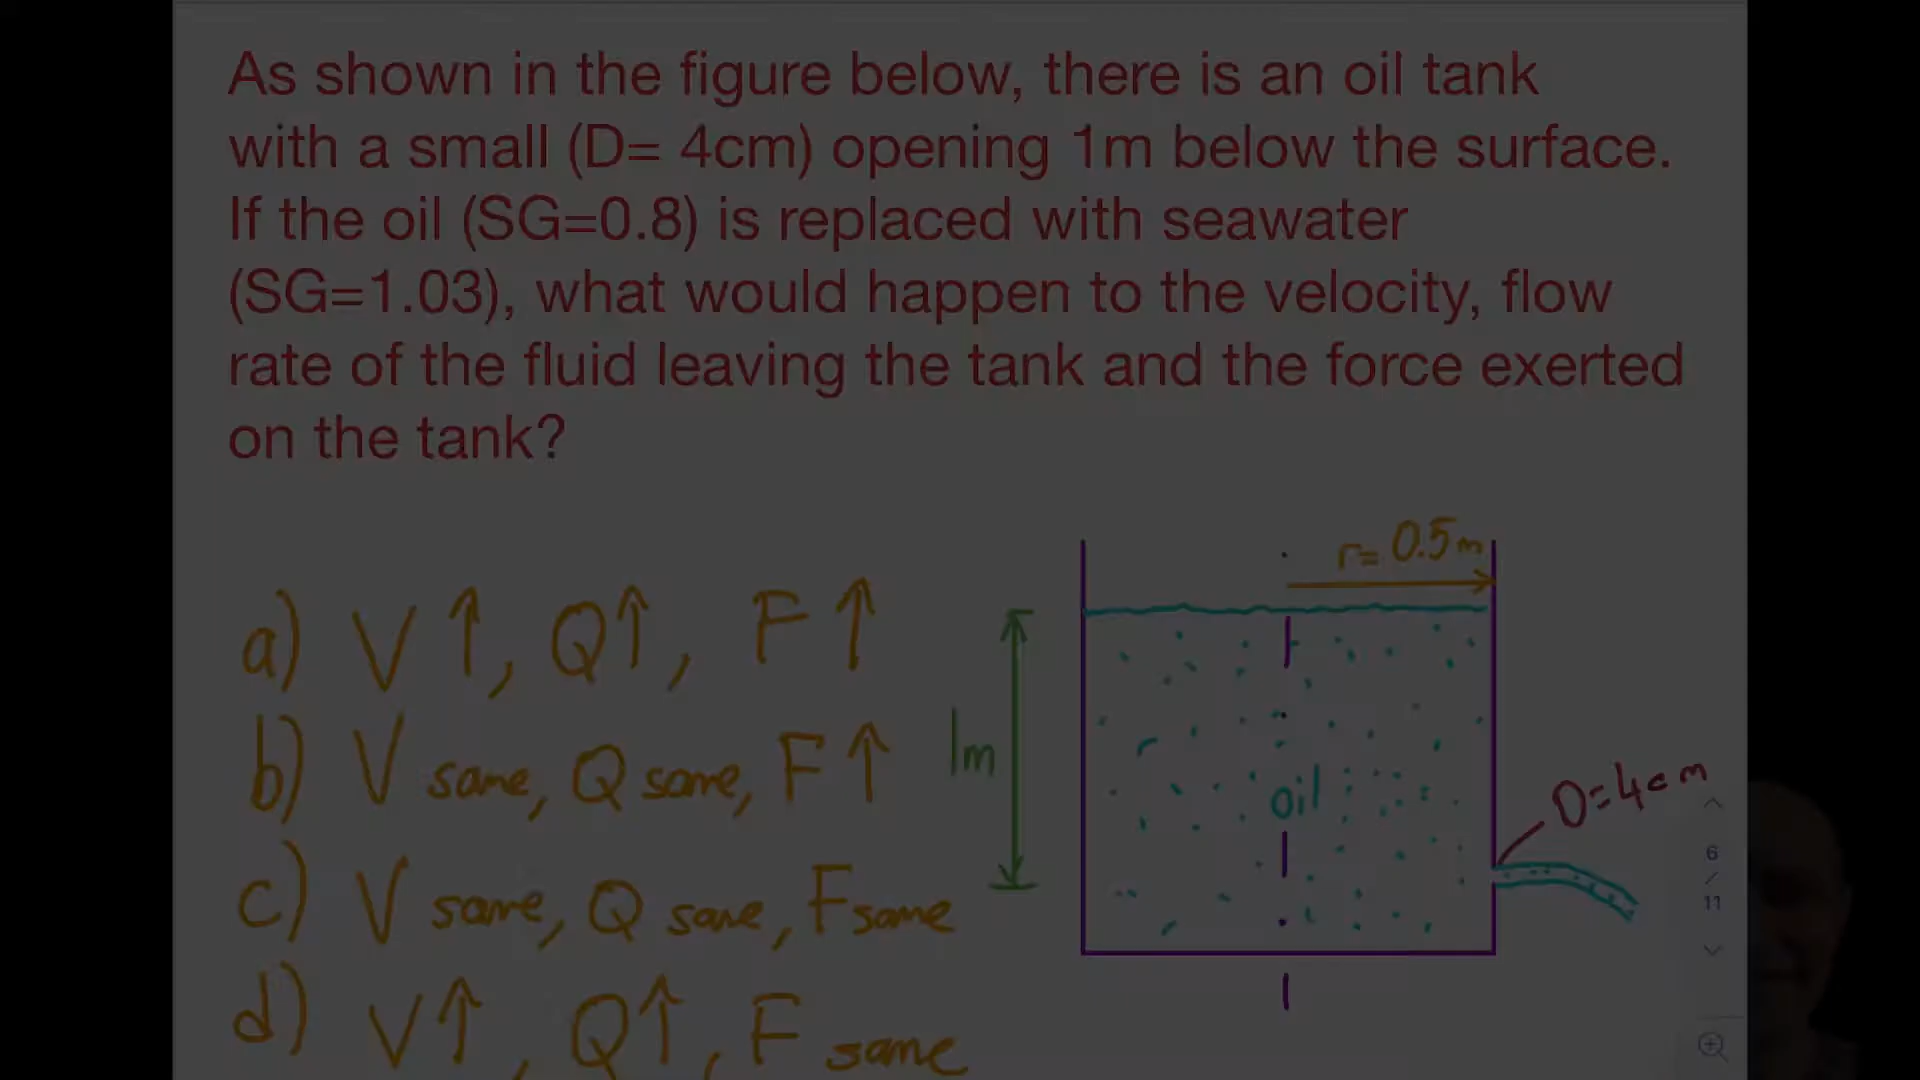 As shown in the figure below, there is an oil tank
with a small (D= 4cm) opening 1m below the surface.
If the oil (SG=0.8) is replaced with seawater
(SG=1.03), what would happen to the velocity, flow
rate of the fluid leaving the tank and the force exerted
on the tank?
r= 0.5m
a) V↑, Q↑, F↑
b) V same, Q same, F↑
1m
oil
D=4cm
c) V same, Q same, F same
6
/
11
d) V↑, Q↑, F same